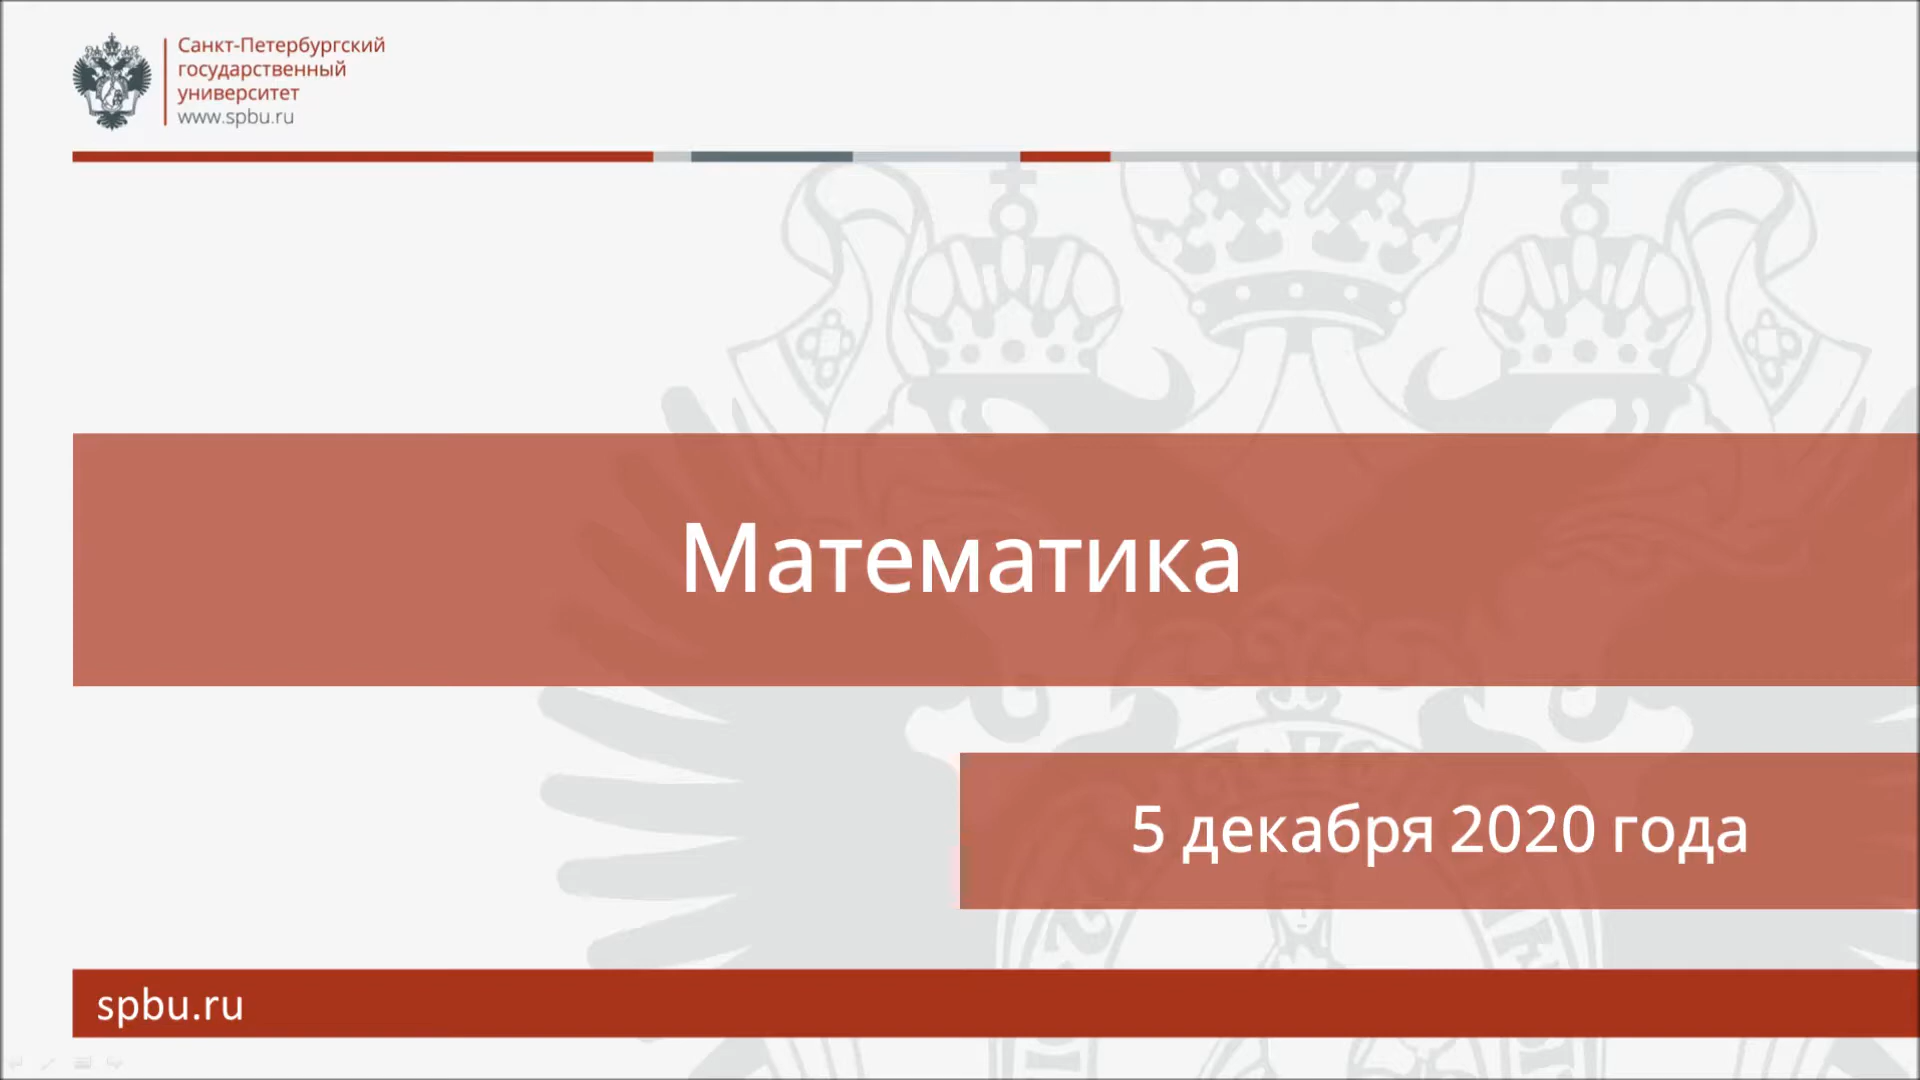 Санкт-Петербургский
государственный
университет
www.spbu.ru
Математика
5 декабря 2020 года
spbu.ru